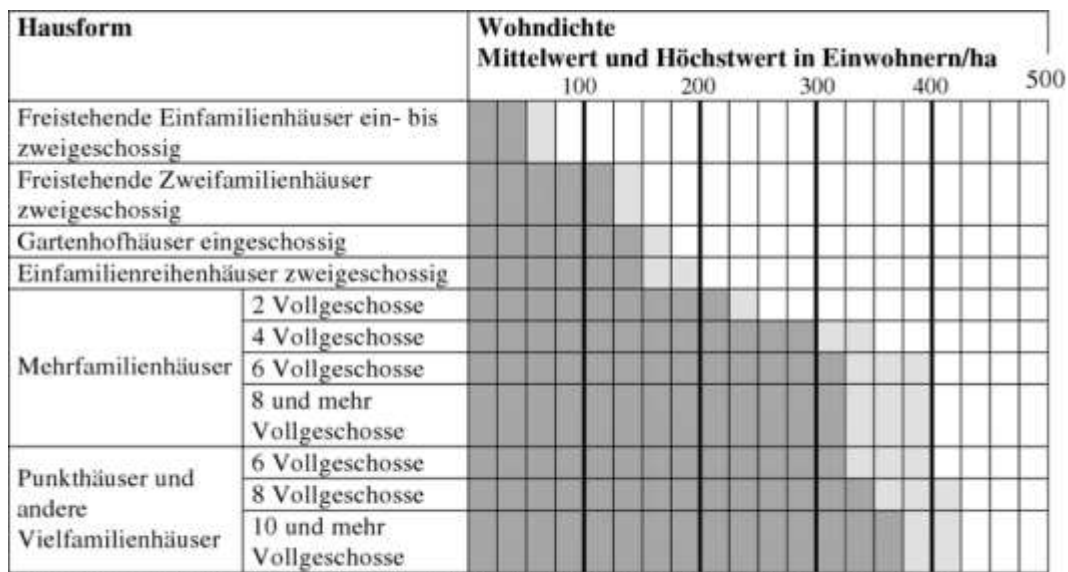 Hausform
Wohndichte
Mittelwert und Höchstwert in Einwohnern/ha
100 200 300 400 500
Freistehende Einfamilienhäuser ein- bis
zweigeschossig
Freistehende Zweifamilienhäuser
zweigeschossig
Gartenhofhäuser eingeschossig
Einfamilienreihenhäuser zweigeschossig
Mehrfamilienhäuser
2 Vollgeschosse
4 Vollgeschosse
6 Vollgeschosse
8 und mehr
Vollgeschosse
Punkthäuser und
andere
Vielfamilienhäuser
6 Vollgeschosse
8 Vollgeschosse
10 und mehr
Vollgeschosse